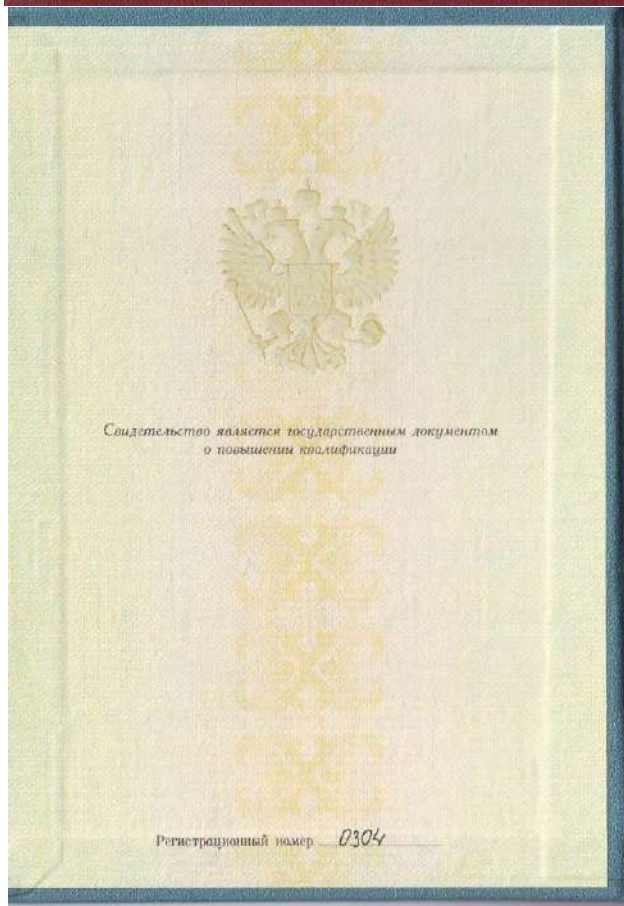 Свидетельство является государственным документом
о повышении квалификации
Регистрационный номер 0304